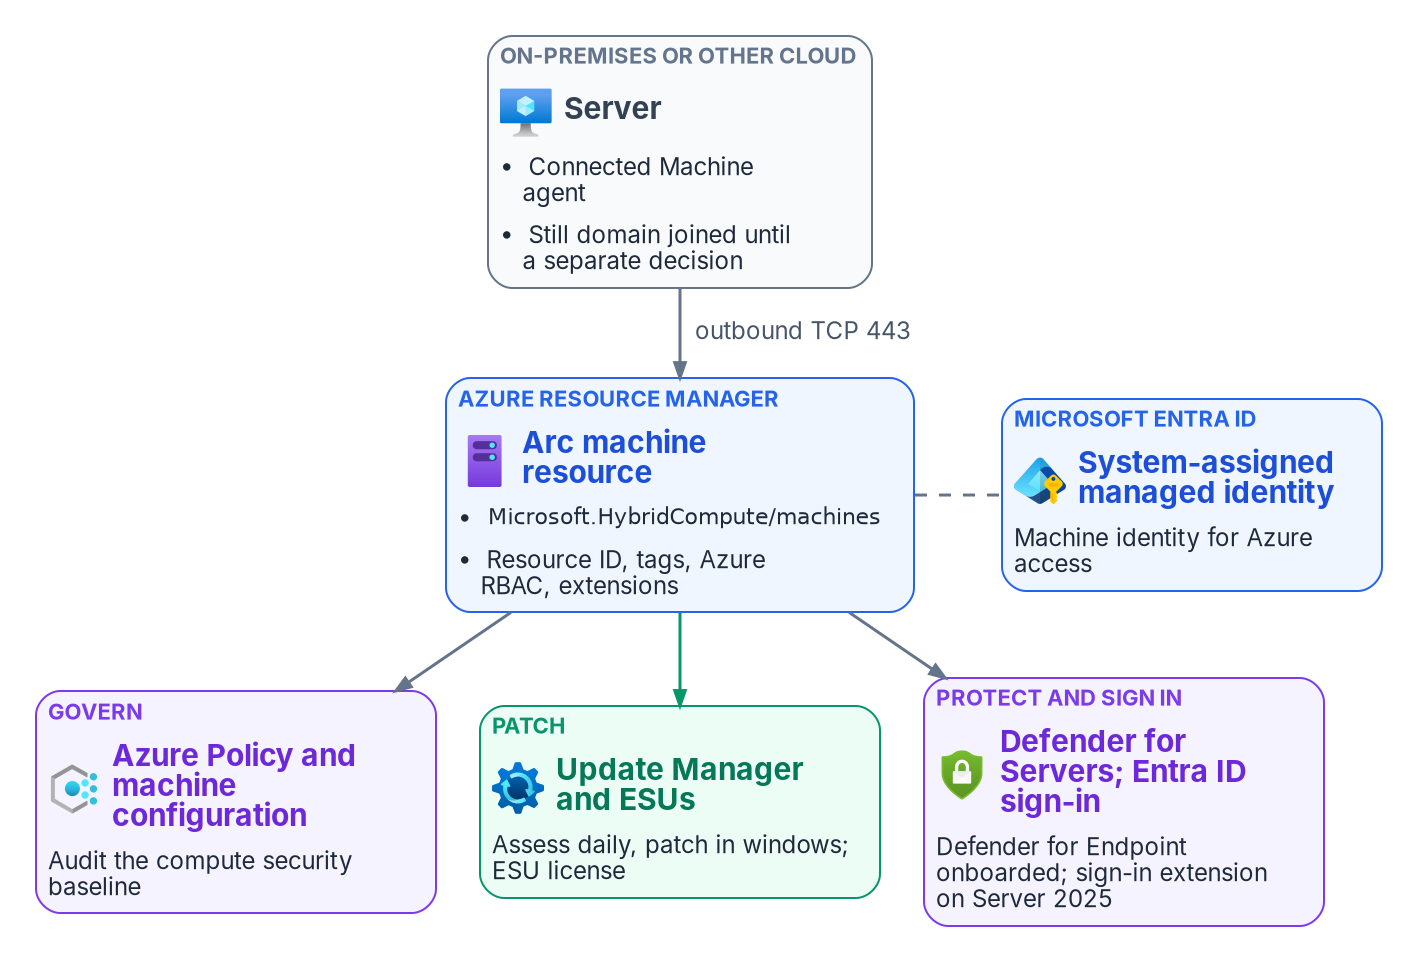 ON-PREMISES OR OTHER CLOUD
Server
• Connected Machine
agent
• Still domain joined until
a separate decision
outbound TCP 443
AZURE RESOURCE MANAGER
Arc machine
resource
• Microsoft.HybridCompute/machines
• Resource ID, tags, Azure
RBAC, extensions
MICROSOFT ENTRA ID
System-assigned
managed identity
Machine identity for Azure
access
GOVERN
Azure Policy and
machine
configuration
Audit the compute security
baseline
PATCH
Update Manager
and ESUs
Assess daily, patch in windows;
ESU license
PROTECT AND SIGN IN
Defender for
Servers; Entra ID
sign-in
Defender for Endpoint
onboarded; sign-in extension
on Server 2025